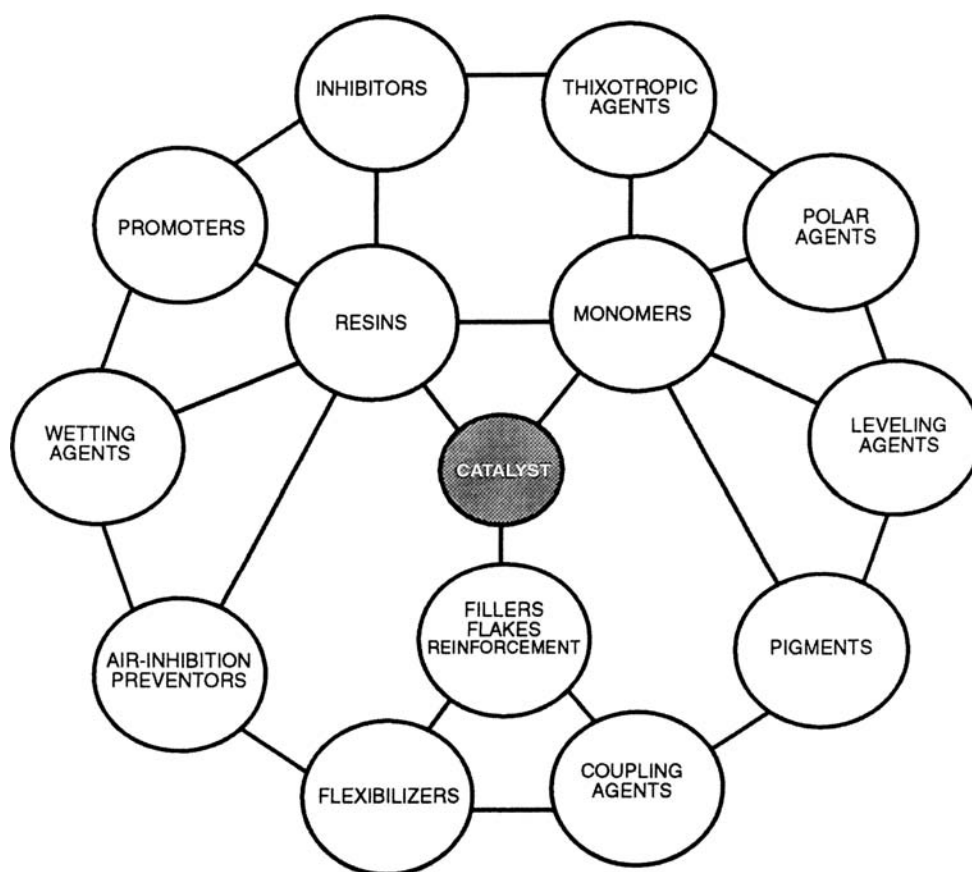 INHIBITORS
THIXOTROPIC
AGENTS
PROMOTERS
POLAR
AGENTS
RESINS
MONOMERS
WETTING
AGENTS
LEVELING
AGENTS
CATALYST
FILLERS
FLAKES
REINFORCEMENT
AIR-INHIBITION
PREVENTORS
PIGMENTS
FLEXIBILIZERS
COUPLING
AGENTS